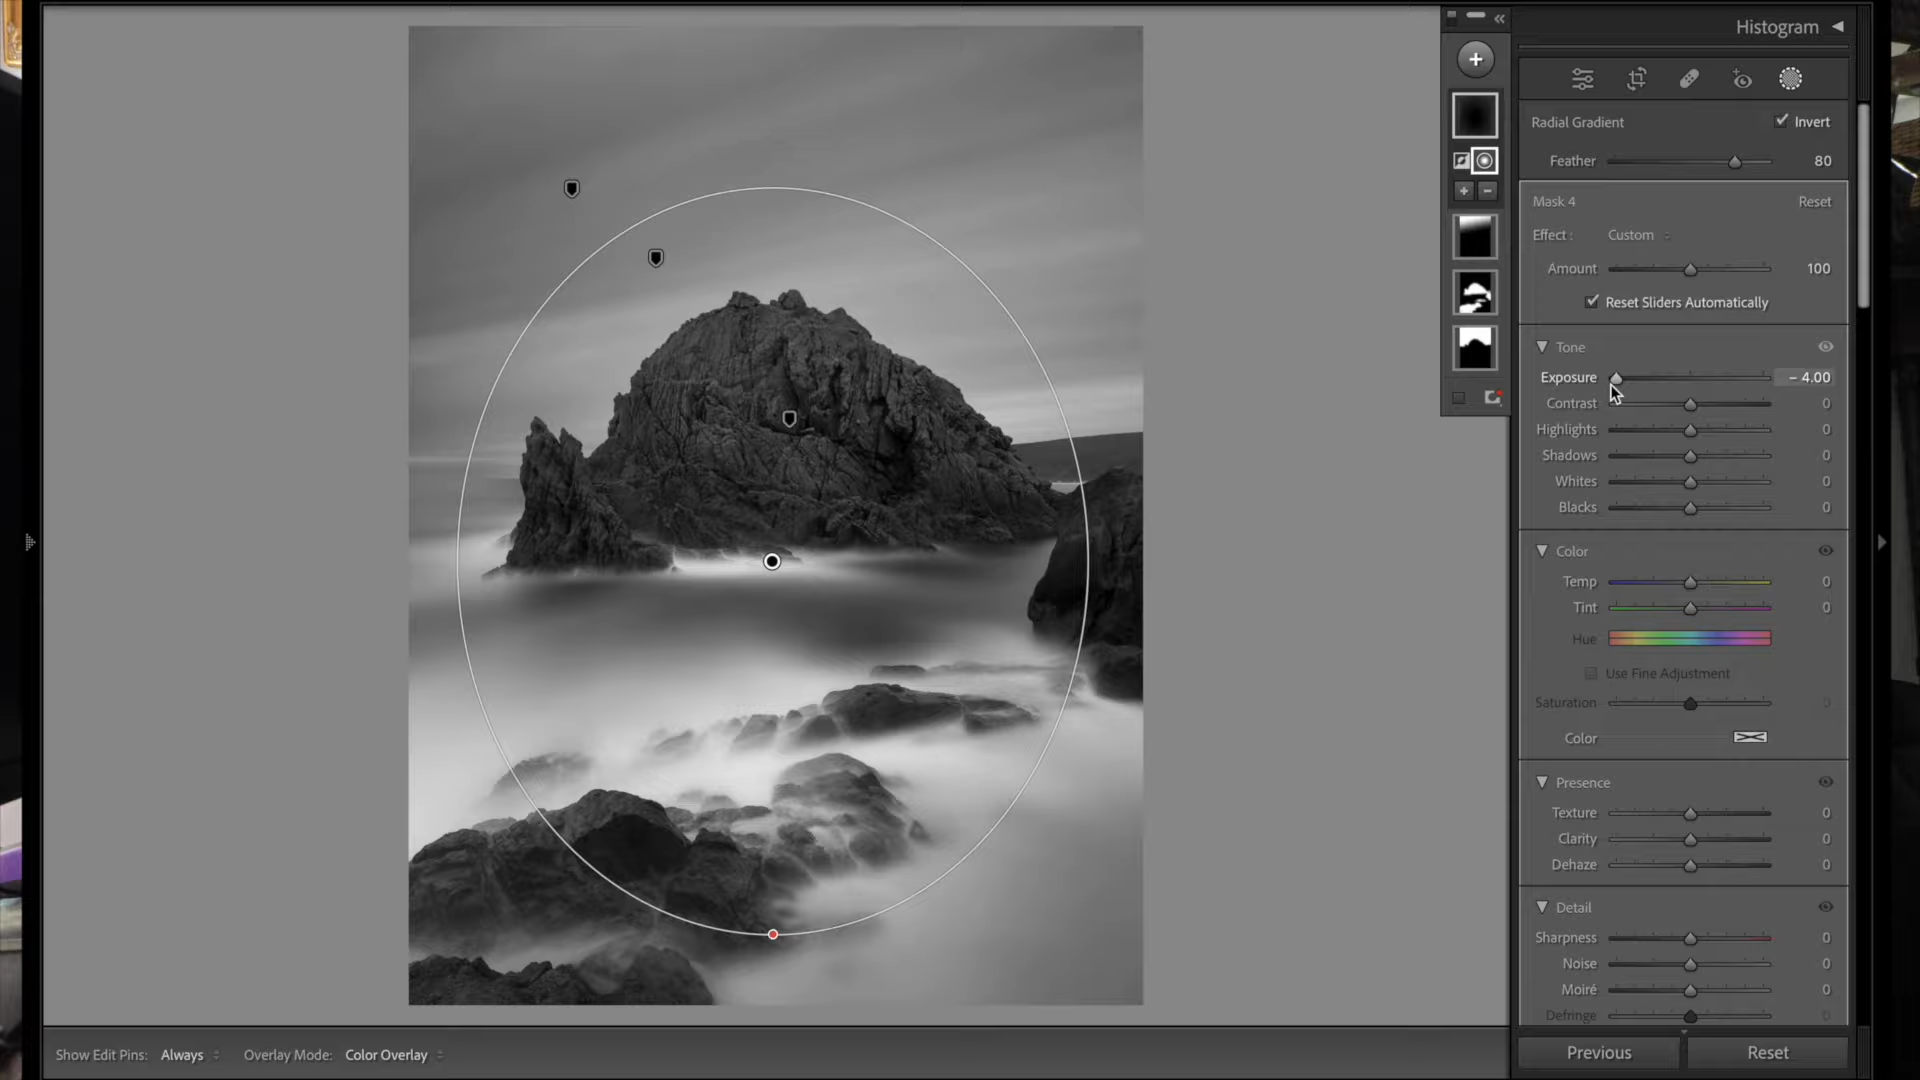 Histogram
Radial Gradient Invert
Feather 80
Mask 4 Reset
Effect : Custom
Amount 100
Reset Sliders Automatically
Tone
Exposure – 4.00
Contrast 0
Highlights 0
Shadows 0
Whites 0
Blacks 0
Color
Temp 0
Tint 0
Hue
Use Fine Adjustment
Saturation 0
Color
Presence
Texture 0
Clarity 0
Dehaze 0
Detail
Sharpness 0
Noise 0
Moiré 0
Defringe 0
Show Edit Pins: Always Overlay Mode: Color Overlay
Previous Reset